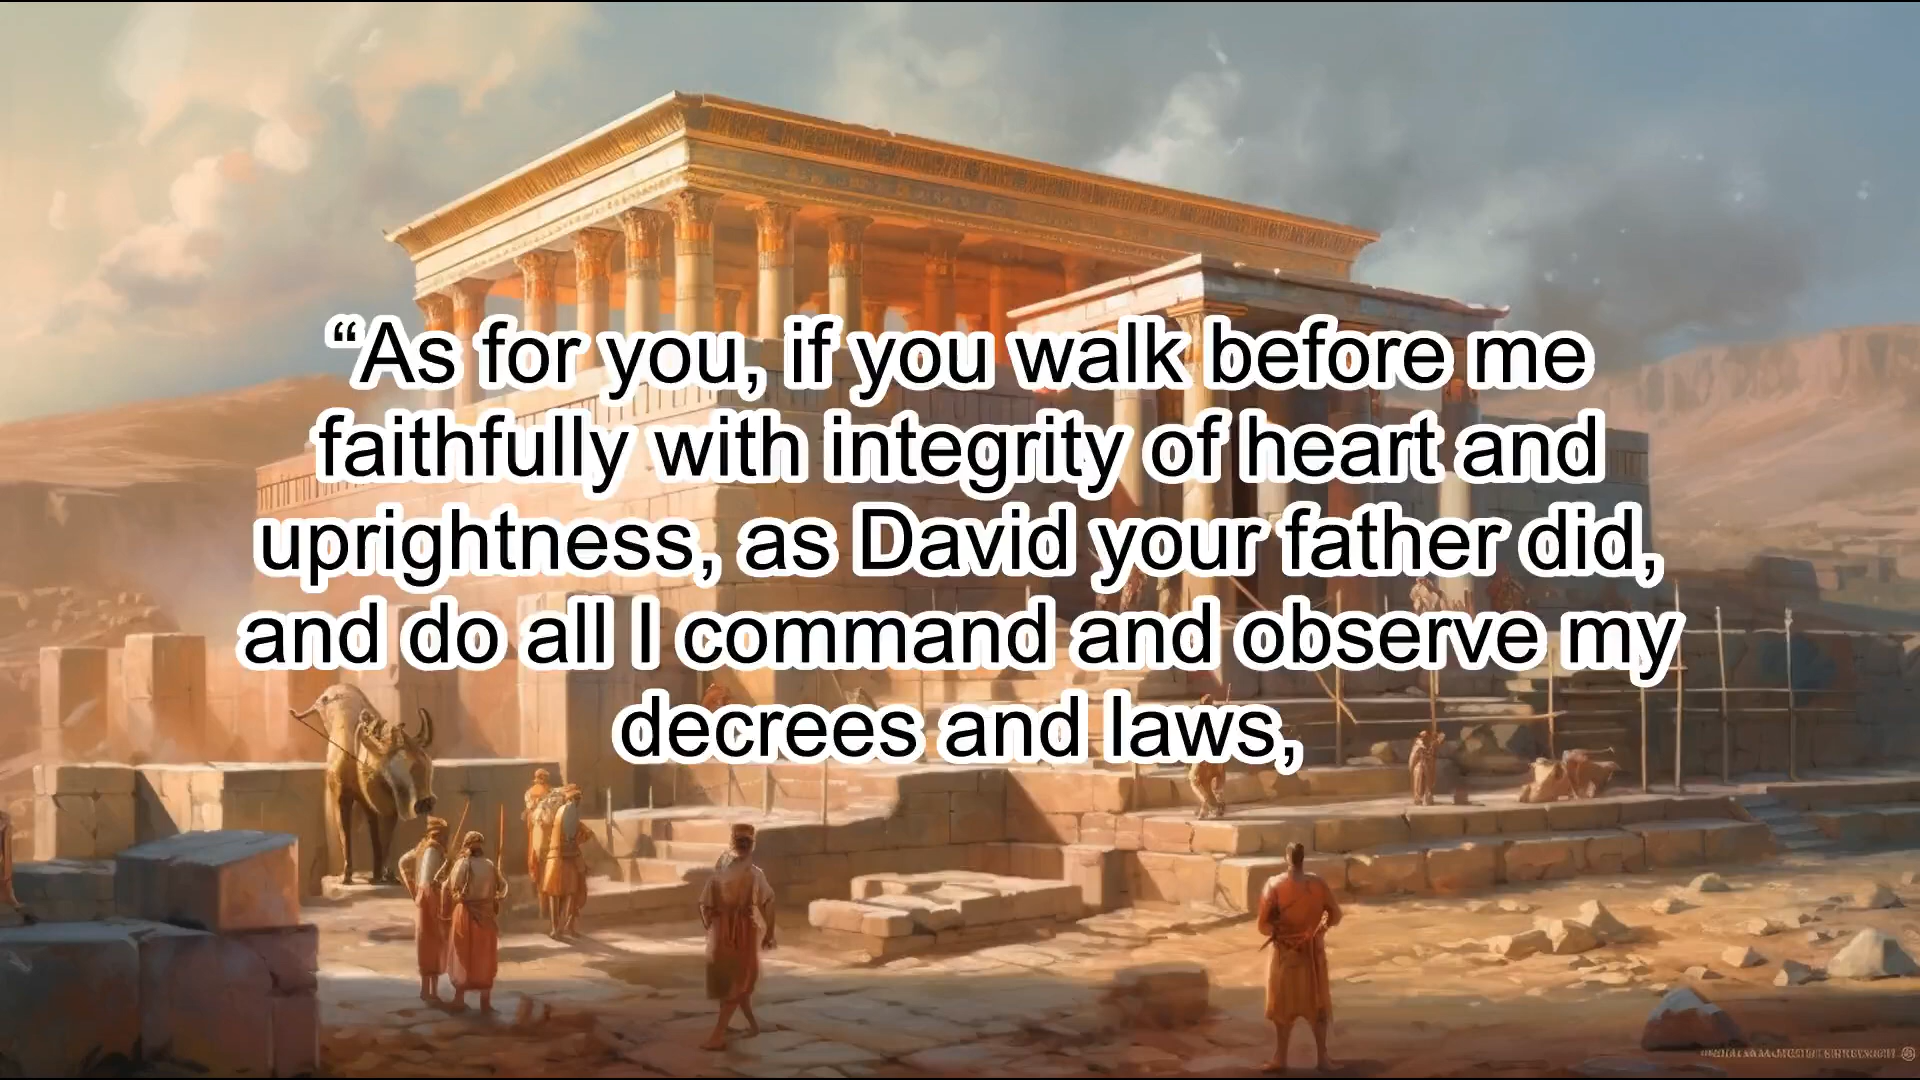 “As for you, if you walk before me
faithfully with integrity of heart and
uprightness, as David your father did,
and do all I command and observe my
decrees and laws,